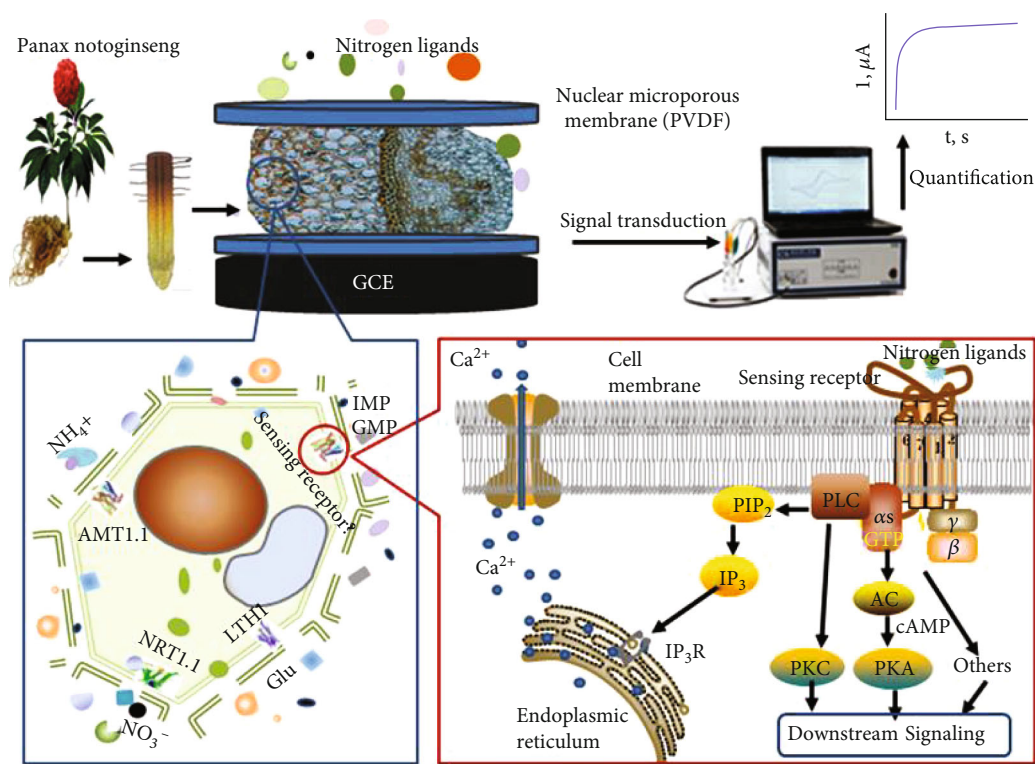 Panax notoginseng
Nitrogen ligands
Nuclear microporous
membrane (PVDF)
1, μA
t, s
Quantification
Signal transduction
GCE
NH₄⁺
AMT1.1
NRT1.1
NO₃⁻
LTH1
Glu
IMP
GMP
Sensing receptor?
Ca²⁺
Cell
membrane
Sensing receptor
Nitrogen ligands
PIP₂
PLC
αs
GTP
γ
β
IP₃
AC
cAMP
Ca²⁺
IP₃R
PKC
PKA
Others
Endoplasmic
reticulum
Downstream Signaling